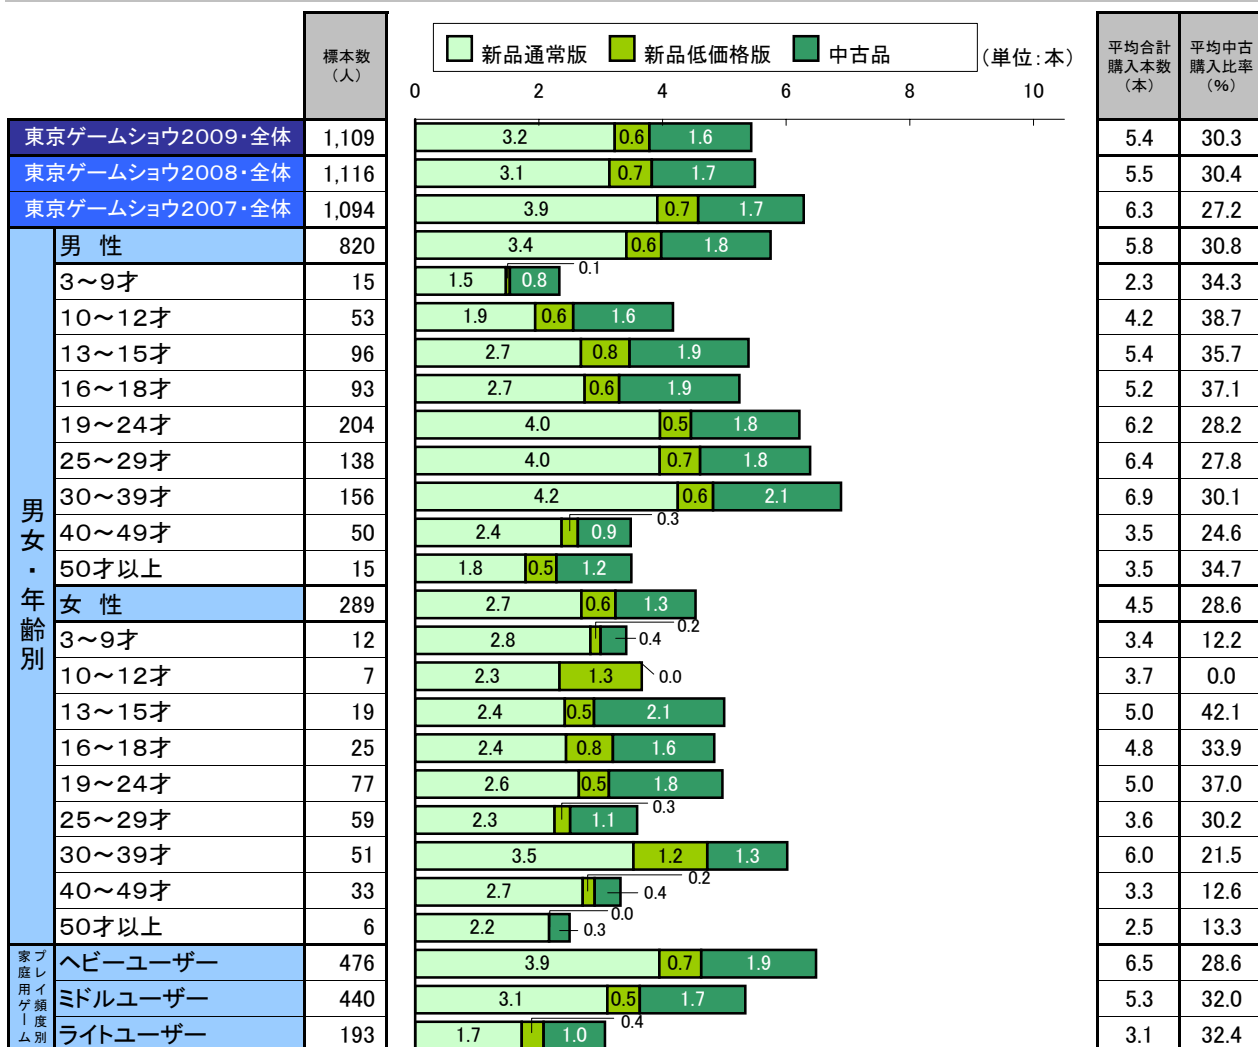 標本数
（人）
新品通常版 新品低価格版 中古品 （単位：本）
平均合計
購入本数
（本）
平均中古
購入比率
（％）
0 2 4 6 8 10
東京ゲームショウ2009・全体 1,109 3.2 0.6 1.6 5.4 30.3
東京ゲームショウ2008・全体 1,116 3.1 0.7 1.7 5.5 30.4
東京ゲームショウ2007・全体 1,094 3.9 0.7 1.7 6.3 27.2
男女・年齢別
男 性 820 3.4 0.6 1.8 5.8 30.8
3～9才 15 1.5 0.1 0.8 2.3 34.3
10～12才 53 1.9 0.6 1.6 4.2 38.7
13～15才 96 2.7 0.8 1.9 5.4 35.7
16～18才 93 2.7 0.6 1.9 5.2 37.1
19～24才 204 4.0 0.5 1.8 6.2 28.2
25～29才 138 4.0 0.7 1.8 6.4 27.8
30～39才 156 4.2 0.6 2.1 6.9 30.1
40～49才 50 2.4 0.3 0.9 3.5 24.6
50才以上 15 1.8 0.5 1.2 3.5 34.7
女 性 289 2.7 0.6 1.3 4.5 28.6
3～9才 12 2.8 0.2 0.4 3.4 12.2
10～12才 7 2.3 1.3 0.0 3.7 0.0
13～15才 19 2.4 0.5 2.1 5.0 42.1
16～18才 25 2.4 0.8 1.6 4.8 33.9
19～24才 77 2.6 0.5 1.8 5.0 37.0
25～29才 59 2.3 0.3 1.1 3.6 30.2
30～39才 51 3.5 1.2 1.3 6.0 21.5
40～49才 33 2.7 0.2 0.4 3.3 12.6
50才以上 6 2.2 0.0 0.3 2.5 13.3
家庭用ゲーム
プレイ頻度別
ヘビーユーザー 476 3.9 0.7 1.9 6.5 28.6
ミドルユーザー 440 3.1 0.5 1.7 5.3 32.0
ライトユーザー 193 1.7 0.4 1.0 3.1 32.4